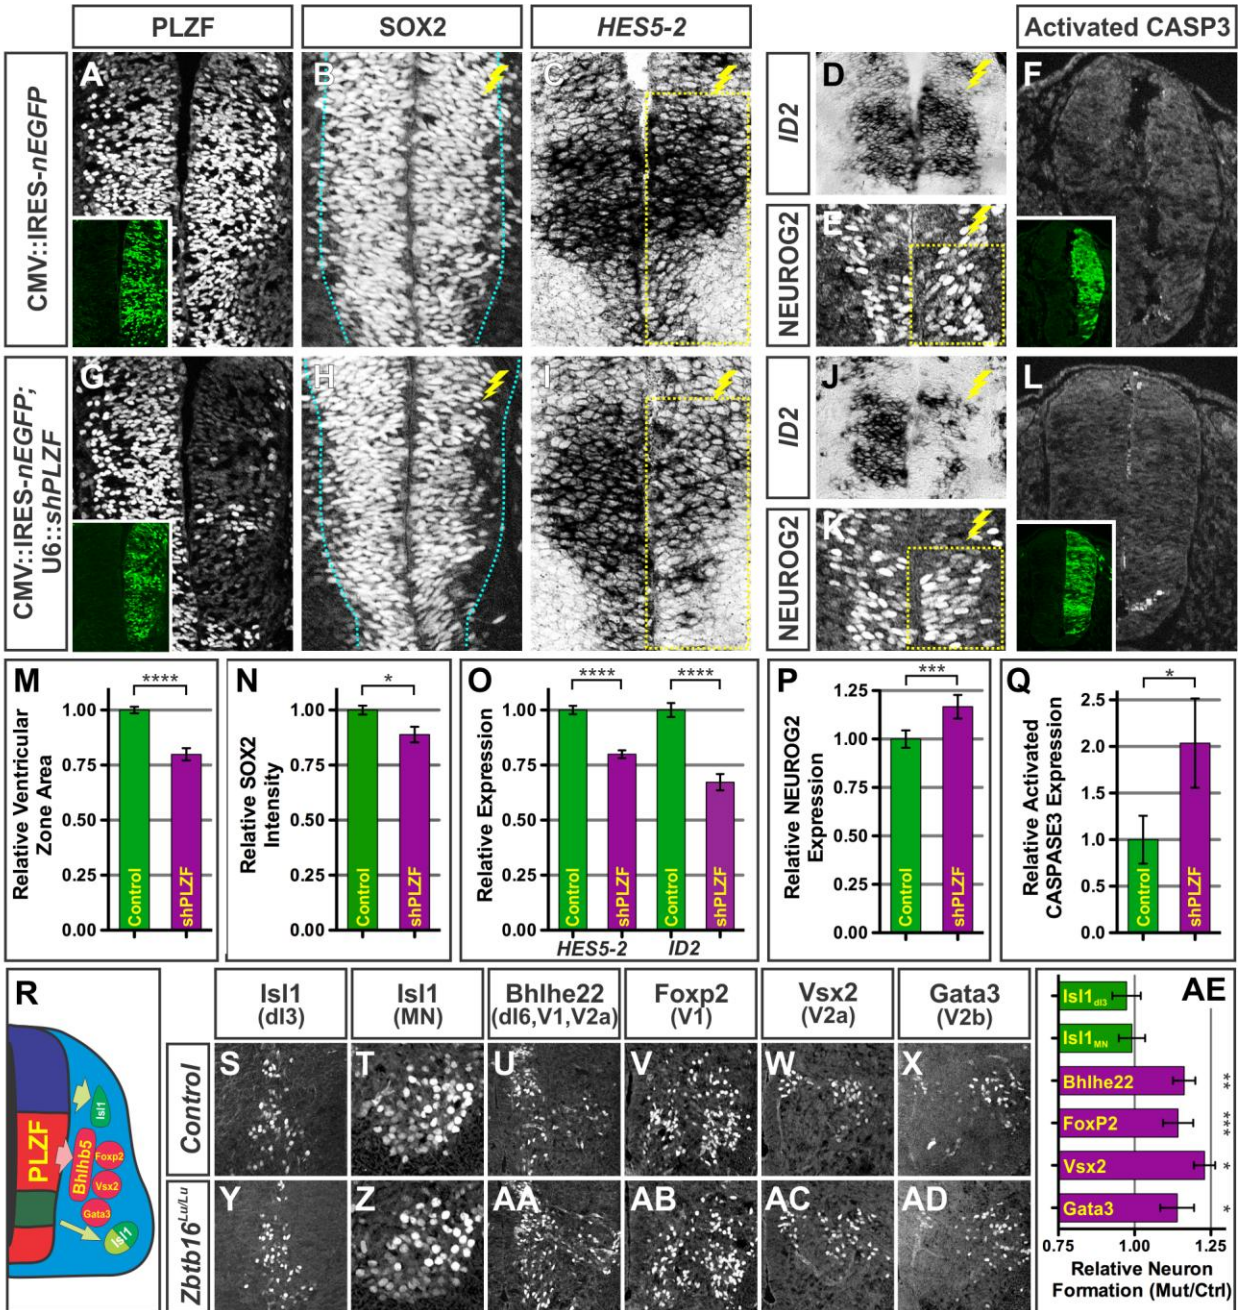 PLZF
SOX2
HES5-2
Activated CASP3
CMV::IRES-nEGFP
A
B
C
D
ID2
E
NEUROG2
F
CMV::IRES-nEGFP;
U6::shPLZF
G
H
I
J
ID2
K
NEUROG2
L
M
****
1.00
0.75
0.50
0.25
0.00
Relative Ventricular
Zone Area
Control
shPLZF
N
*
1.00
0.75
0.50
0.25
0.00
Relative SOX2
Intensity
Control
shPLZF
O
****
****
1.00
0.75
0.50
0.25
0.00
Relative Expression
Control
shPLZF
Control
shPLZF
HES5-2
ID2
P
***
1.25
1.00
0.75
0.50
0.25
0.00
Relative NEUROG2
Expression
Control
shPLZF
Q
*
2.5
2.0
1.5
1.0
0.5
0.0
Relative Activated
CASPASE3 Expression
Control
shPLZF
R
PLZF
Isl1
Bhlhb5
Foxp2
Vsx2
Gata3
Isl1
Isl1
(dI3)
Isl1
(MN)
Bhlhe22
(dI6,V1,V2a)
Foxp2
(V1)
Vsx2
(V2a)
Gata3
(V2b)
Control
S
T
U
V
W
X
Zbtb16Lu/Lu
Y
Z
AA
AB
AC
AD
AE
Isl1dI3
Isl1MN
Bhlhe22
**
FoxP2
***
Vsx2
*
Gata3
*
0.75
1.00
1.25
Relative Neuron
Formation (Mut/Ctrl)